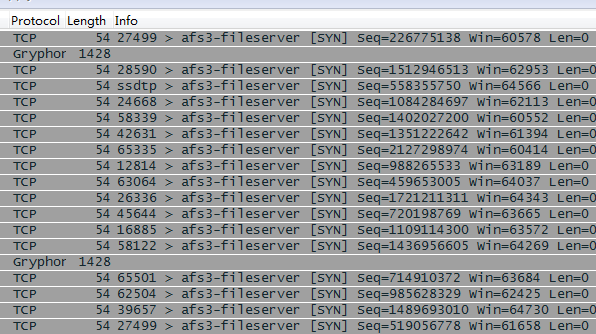 Protocol Length Info
TCP 54 27499 > afs3-fileserver [SYN] Seq=226775138 Win=60578 Len=0
Gryphor 1428
TCP 54 28590 > afs3-fileserver [SYN] Seq=1512946513 Win=62953 Len=0
TCP 54 ssdtp > afs3-fileserver [SYN] Seq=558355750 Win=64566 Len=0
TCP 54 24668 > afs3-fileserver [SYN] Seq=1084284697 Win=62113 Len=0
TCP 54 58339 > afs3-fileserver [SYN] Seq=1402027200 Win=60552 Len=0
TCP 54 42631 > afs3-fileserver [SYN] Seq=1351222642 Win=61394 Len=0
TCP 54 65335 > afs3-fileserver [SYN] Seq=2127298974 Win=60414 Len=0
TCP 54 12814 > afs3-fileserver [SYN] Seq=988265533 Win=63189 Len=0
TCP 54 63064 > afs3-fileserver [SYN] Seq=459653005 Win=64037 Len=0
TCP 54 26336 > afs3-fileserver [SYN] Seq=1721211311 Win=64343 Len=0
TCP 54 45644 > afs3-fileserver [SYN] Seq=720198769 Win=63665 Len=0
TCP 54 16885 > afs3-fileserver [SYN] Seq=1109114300 Win=63572 Len=0
TCP 54 58122 > afs3-fileserver [SYN] Seq=1436956605 Win=64269 Len=0
Gryphor 1428
TCP 54 65501 > afs3-fileserver [SYN] Seq=714910372 Win=63684 Len=0
TCP 54 62504 > afs3-fileserver [SYN] Seq=985628329 Win=62425 Len=0
TCP 54 39657 > afs3-fileserver [SYN] Seq=1489693010 Win=64730 Len=0
TCP 54 27499 > afs3-fileserver [SYN] Seq=519056778 Win=61658 Len=0